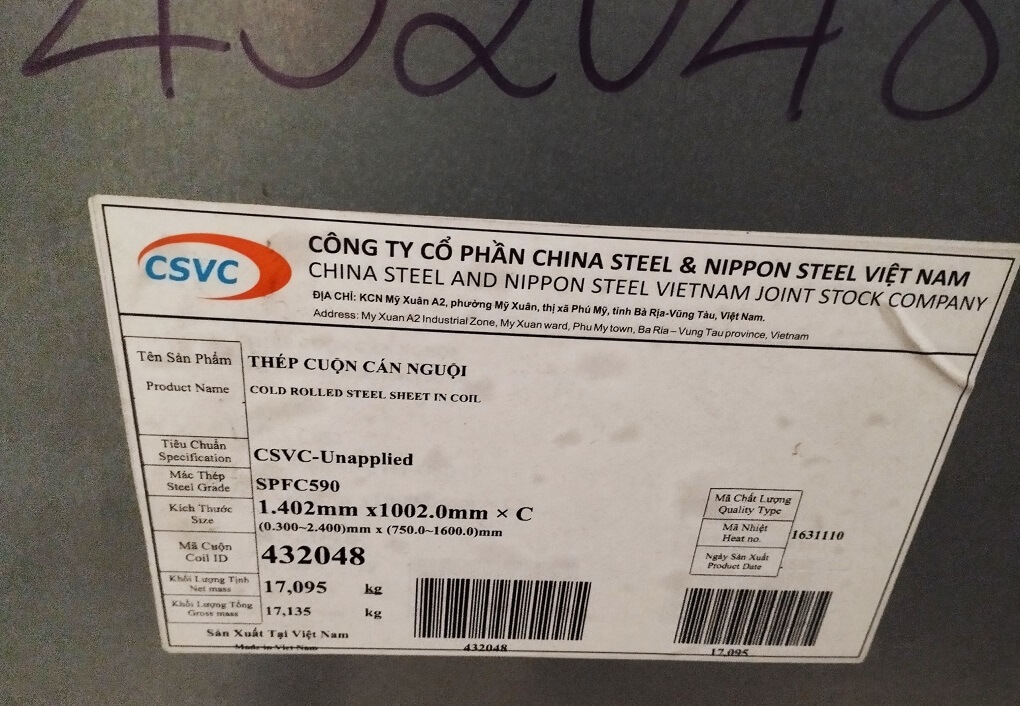 432048
CSVC
CÔNG TY CỔ PHẦN CHINA STEEL & NIPPON STEEL VIỆT NAM
CHINA STEEL AND NIPPON STEEL VIETNAM JOINT STOCK COMPANY
ĐỊA CHỈ: KCN Mỹ Xuân A2, phường Mỹ Xuân, thị xã Phú Mỹ, tỉnh Bà Rịa-Vũng Tàu, Việt Nam.
Address: My Xuan A2 Industrial Zone, My Xuan ward, Phu My town, Ba Ria – Vung Tau province, Vietnam
Tên Sản Phẩm THÉP CUỘN CÁN NGUỘI
Product Name COLD ROLLED STEEL SHEET IN COIL
Tiêu Chuẩn
Specification CSVC-Unapplied
Mác Thép
Steel Grade SPFC590
Kích Thước 1.402mm x1002.0mm × C
Size (0.300~2.400)mm x (750.0~1600.0)mm
Mã Cuộn
Coil ID 432048
Khối Lượng Tịnh
Net mass 17,095 kg
Khối Lượng Tổng
Gross mass 17,135 kg
Sản Xuất Tại Việt Nam
Made in Viet Nam
432048
Mã Chất Lượng
Quality Type
Mã Nhiệt
Heat no. 1631110
Ngày Sản Xuất
Product Date
17,095